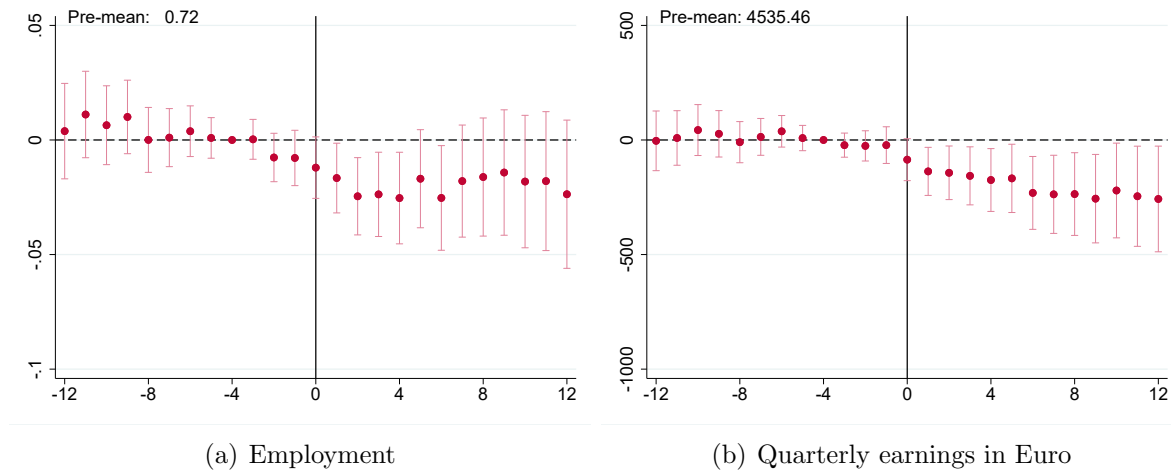 Pre-mean: 0.72
.05
0
-.05
-.1
-12 -8 -4 0 4 8 12
(a) Employment
Pre-mean: 4535.46
500
0
-500
-1000
-12 -8 -4 0 4 8 12
(b) Quarterly earnings in Euro